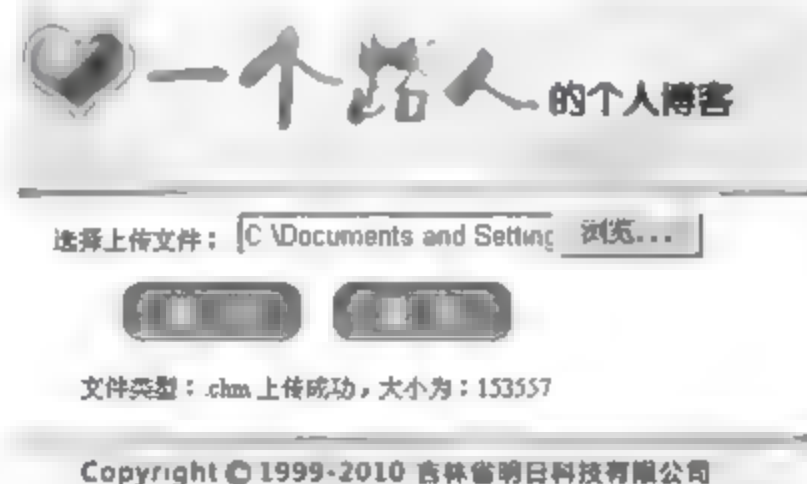 一个路人的个人博客
选择上传文件： C:\Documents and Setting 浏览...
文件类型：.chm 上传成功，大小为：153557
Copyright © 1999-2010 吉林省明日科技有限公司